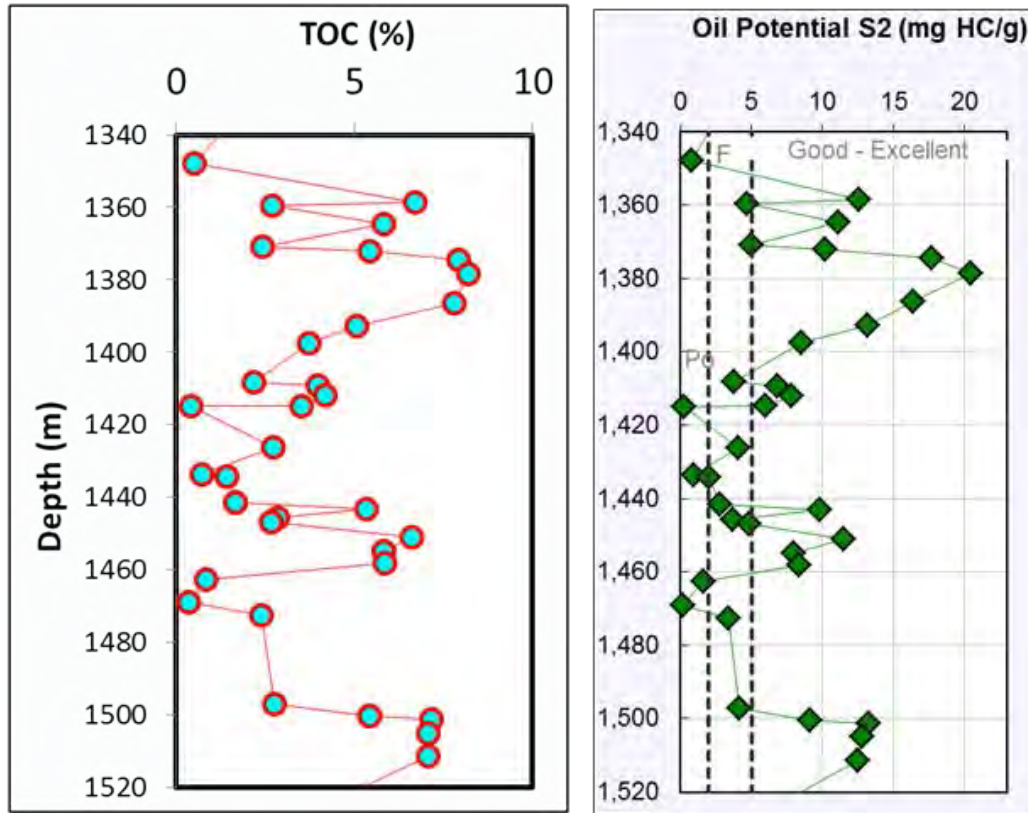 TOC (%)
0 5 10
1340
1360
1380
1400
1420
1440
1460
1480
1500
1520
Depth (m)
Oil Potential S2 (mg HC/g)
0 5 10 15 20
1,340
1,360
1,380
1,400
1,420
1,440
1,460
1,480
1,500
1,520
F Good - Excellent
Po